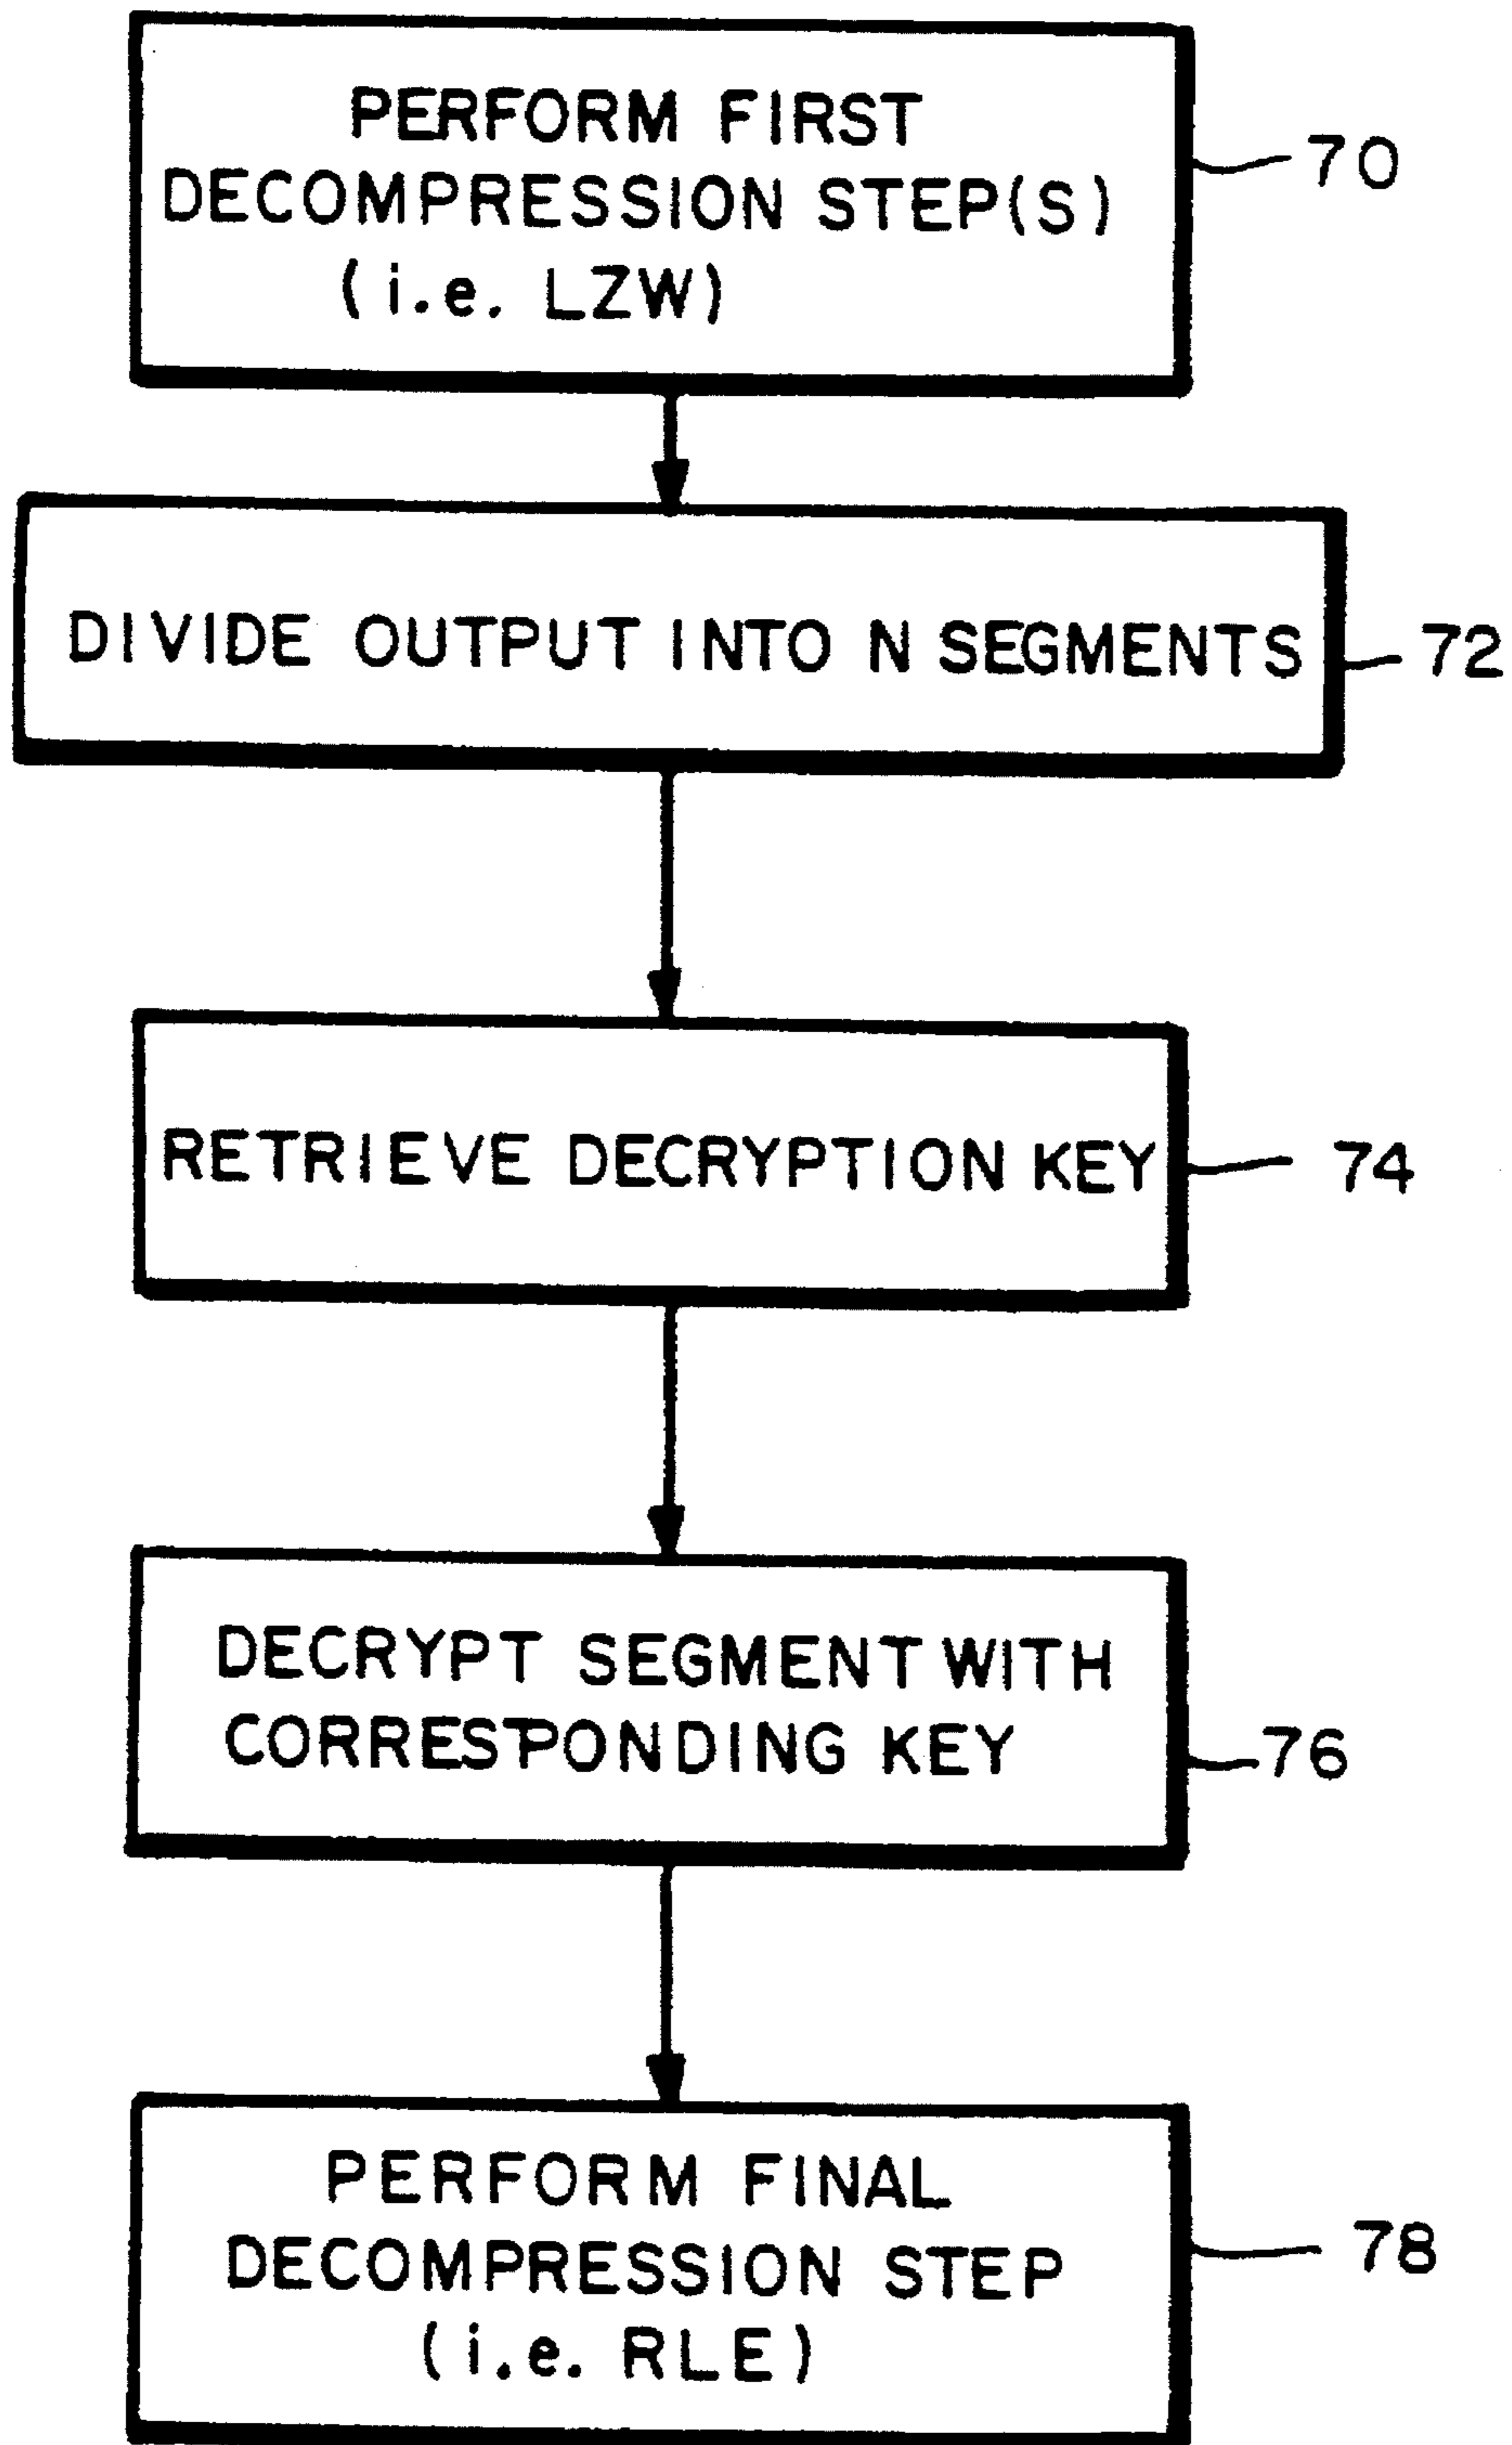 PERFORM FIRST
DECOMPRESSION STEP(S)
(i.e. LZW)
70
DIVIDE OUTPUT INTO N SEGMENTS
72
RETRIEVE DECRYPTION KEY
74
DECRYPT SEGMENT WITH
CORRESPONDING KEY
76
PERFORM FINAL
DECOMPRESSION STEP
(i.e. RLE)
78